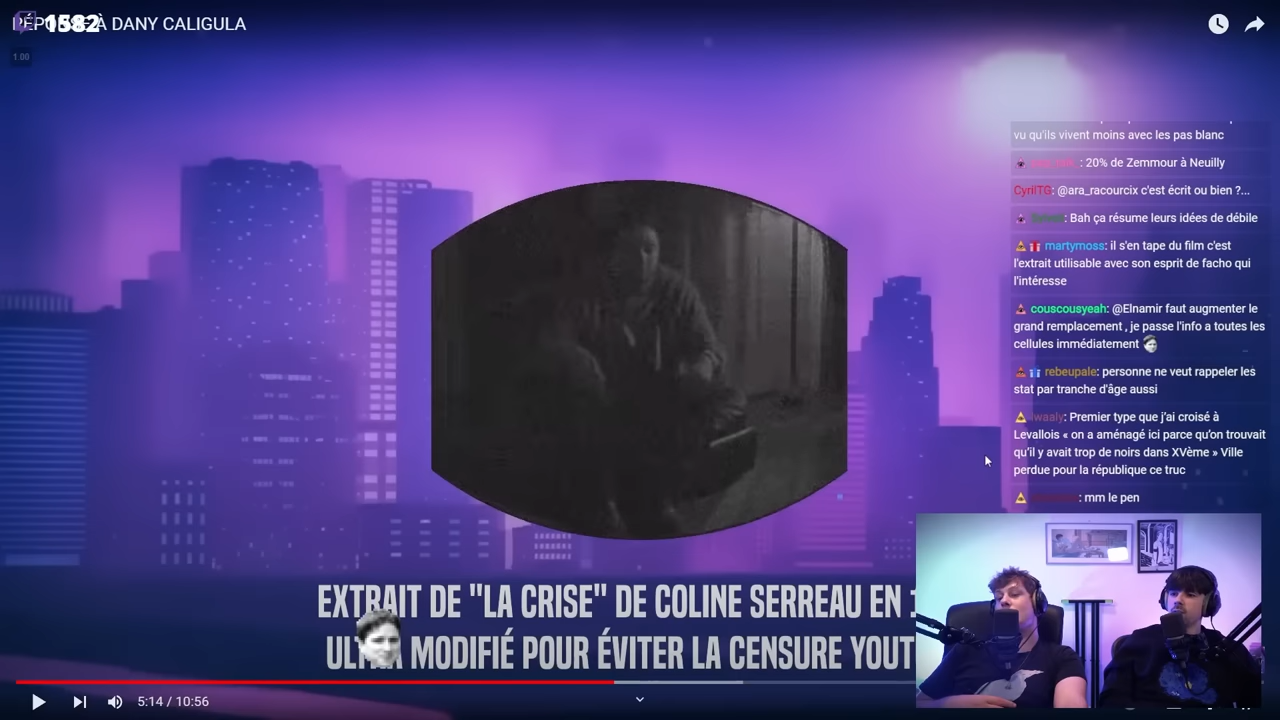 RÉPONSE À DANY CALIGULA
1582
1.00
vu qu'ils vivent moins avec les pas blanc
: 20% de Zemmour à Neuilly
CyrilTG: @ara_racourcix c'est écrit ou bien ?...
: Bah ça résume leurs idées de débile
martymoss: il s'en tape du film c'est
l'extrait utilisable avec son esprit de facho qui
l'intéresse
couscousyeah: @Elnamir faut augmenter le
grand remplacement , je passe l'info a toutes les
cellules immédiatement
rebeupale: personne ne veut rappeler les
stat par tranche d'âge aussi
iwaaly: Premier type que j'ai croisé à
Levallois « on a aménagé ici parce qu'on trouvait
qu'il y avait trop de noirs dans XVème » Ville
perdue pour la république ce truc
: mm le pen
EXTRAIT DE "LA CRISE" DE COLINE SERREAU EN
ULTRA MODIFIÉ POUR ÉVITER LA CENSURE YOUT
5:14 / 10:56